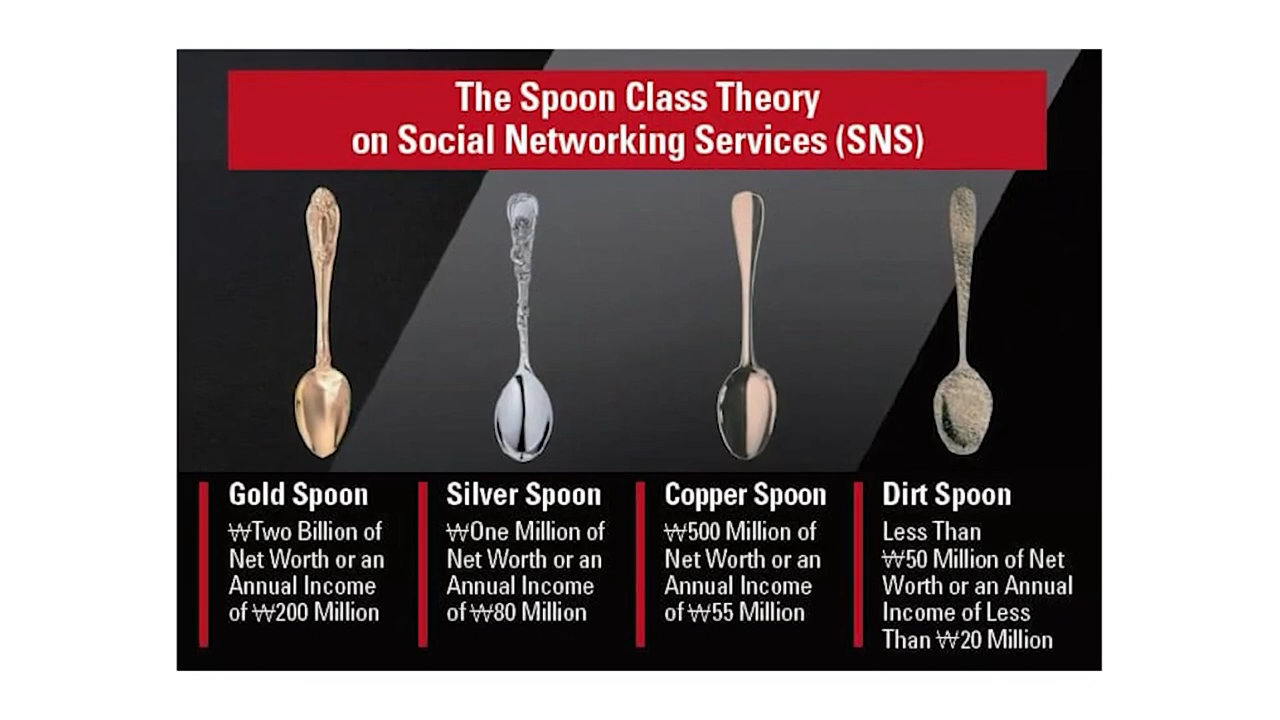 The Spoon Class Theory
on Social Networking Services (SNS)
Gold Spoon
₩Two Billion of
Net Worth or an
Annual Income
of ₩200 Million
Silver Spoon
₩One Million of
Net Worth or an
Annual Income
of ₩80 Million
Copper Spoon
₩500 Million of
Net Worth or an
Annual Income
of ₩55 Million
Dirt Spoon
Less Than
₩50 Million of Net
Worth or an Annual
Income of Less
Than ₩20 Million